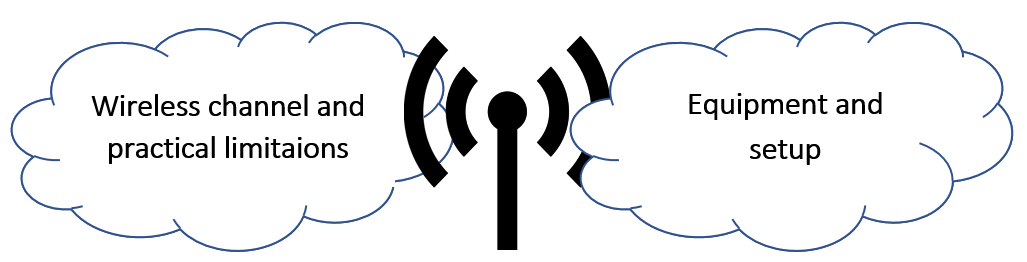 Wireless channel and
practical limitaions
Equipment and
setup